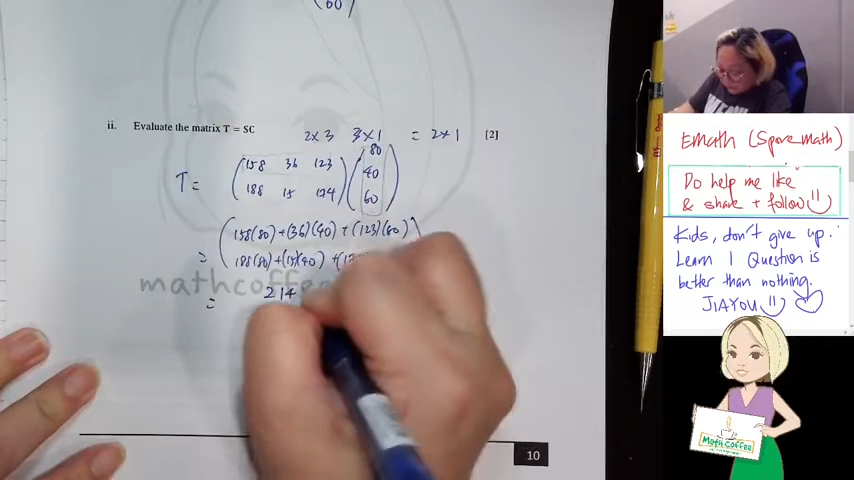 60)
ii. Evaluate the matrix T = SC
2×3 3×1 = 2×1 [2]
T = (158 36 123) (80
188 15 124) 40
60)
= (158(80)+(36)(40) + (123)(60)
188(80)+(15)(40) +
mathcoffee
= 214
10
Emath (Spore math)
Do help me like
& share + follow
Kids, don't give up.
Learn 1 Question is
better than nothing.
JIAYOU
MathCoffee